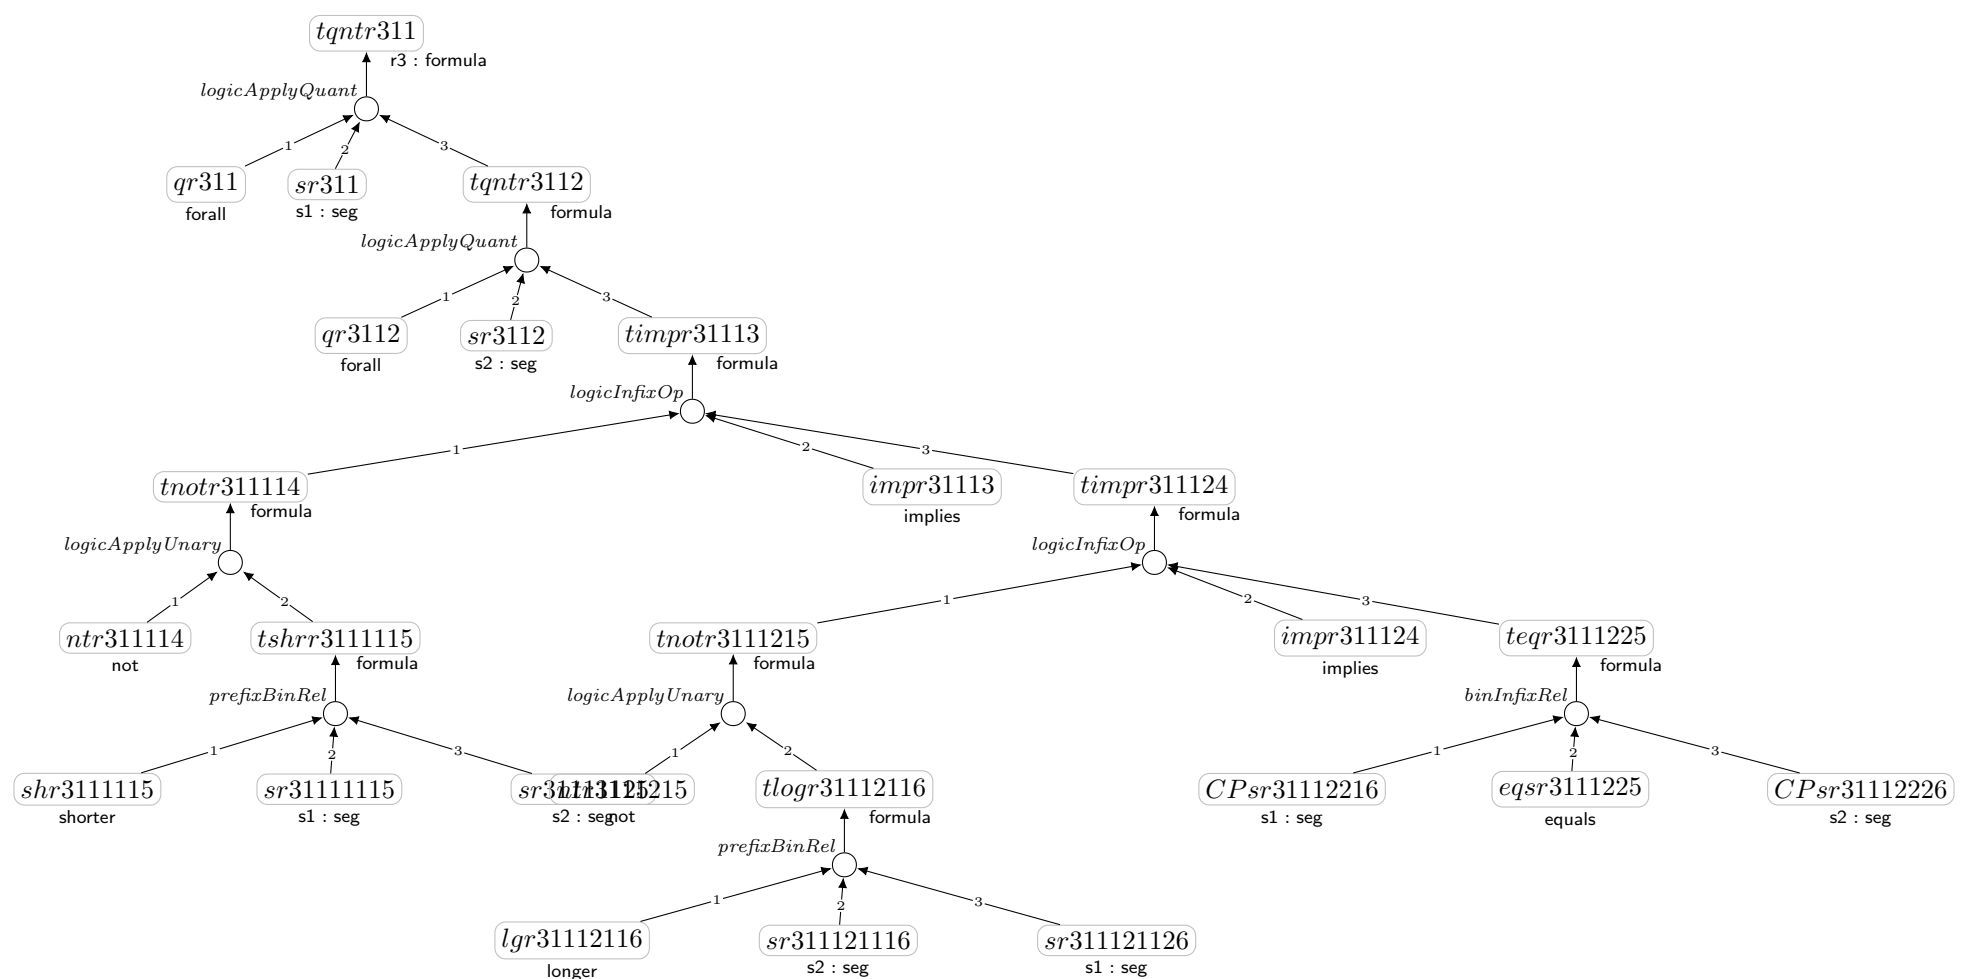 tqntr311
r3 : formula
logicApplyQuant
1 2 3
qr311 sr311 tqntr3112
forall s1 : seg formula
logicApplyQuant
1 2 3
qr3112 sr3112 timpr31113
forall s2 : seg formula
logicInfixOp
1 2 3
tnotr311114 impr31113 timpr311124
formula implies formula
logicApplyUnary logicInfixOp
1 2 1 2 3
ntr311114 tshrr3111115 tnotr3111215 impr311124 teqr3111225
not formula formula implies formula
prefixBinRel logicApplyUnary binInfixRel
1 2 3 1 2 1 2 3
shr3111115 sr31111115 tlogr31112116 CPsr31112216 eqsr3111225 CPsr31112226
shorter s1 : seg s2 : seg not formula s1 : seg equals s2 : seg
prefixBinRel
1 2 3
lgr31112116 sr311121116 sr311121126
longer s2 : seg s1 : seg